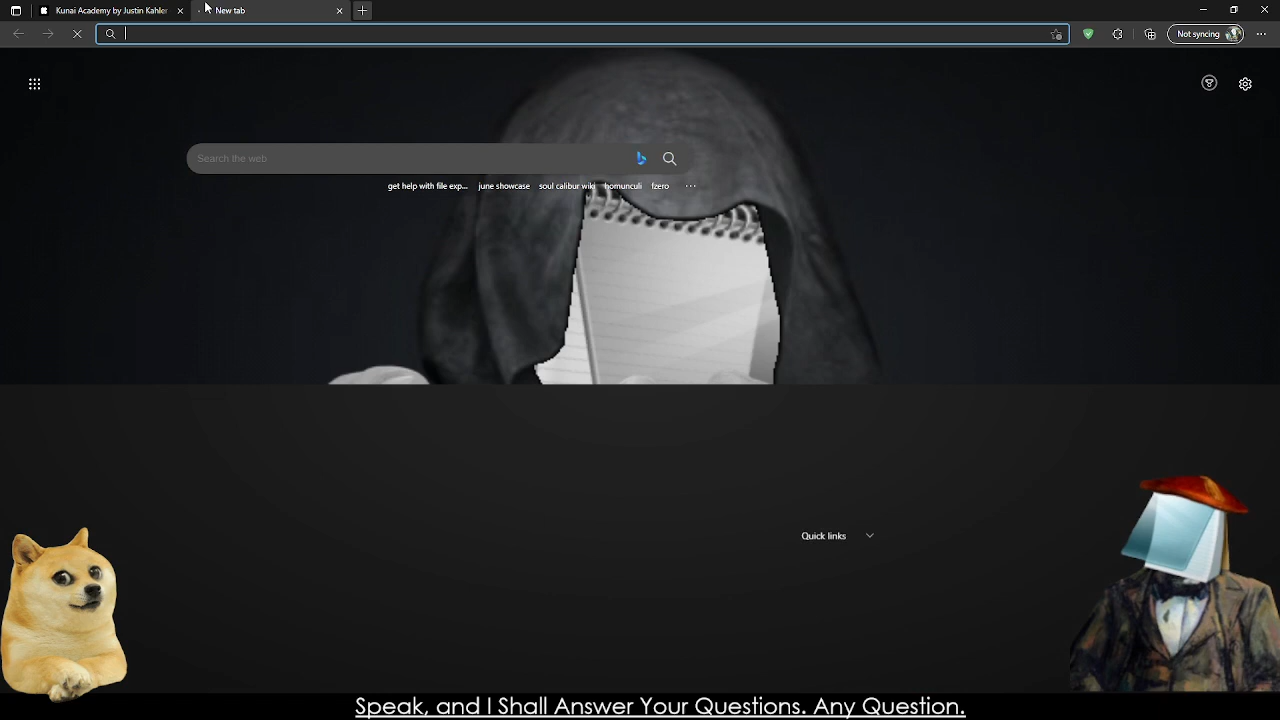 Kunai Academy by Justin Kahler
New tab
Not syncing
Search the web
get help with file exp... june showcase soul calibur wiki homunculi fzero ...
Quick links
Speak, and I Shall Answer Your Questions. Any Question.